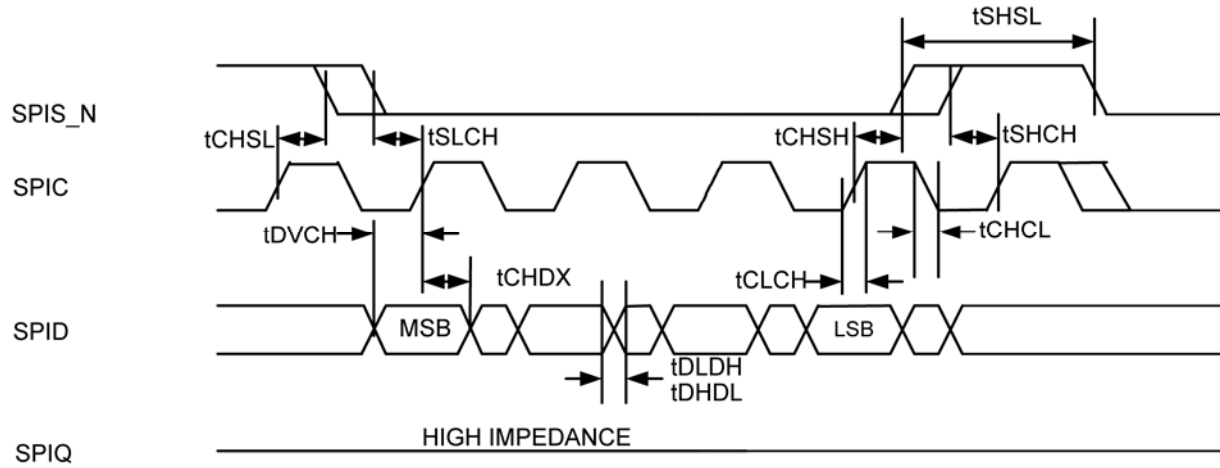 tSHSL
SPIS_N
tCHSL
tSLCH
tCHSH
tSHCH
SPIC
tDVCH
tCHCL
tCHDX
tCLCH
SPID
MSB
LSB
tDLDH
tDHDL
HIGH IMPEDANCE
SPIQ